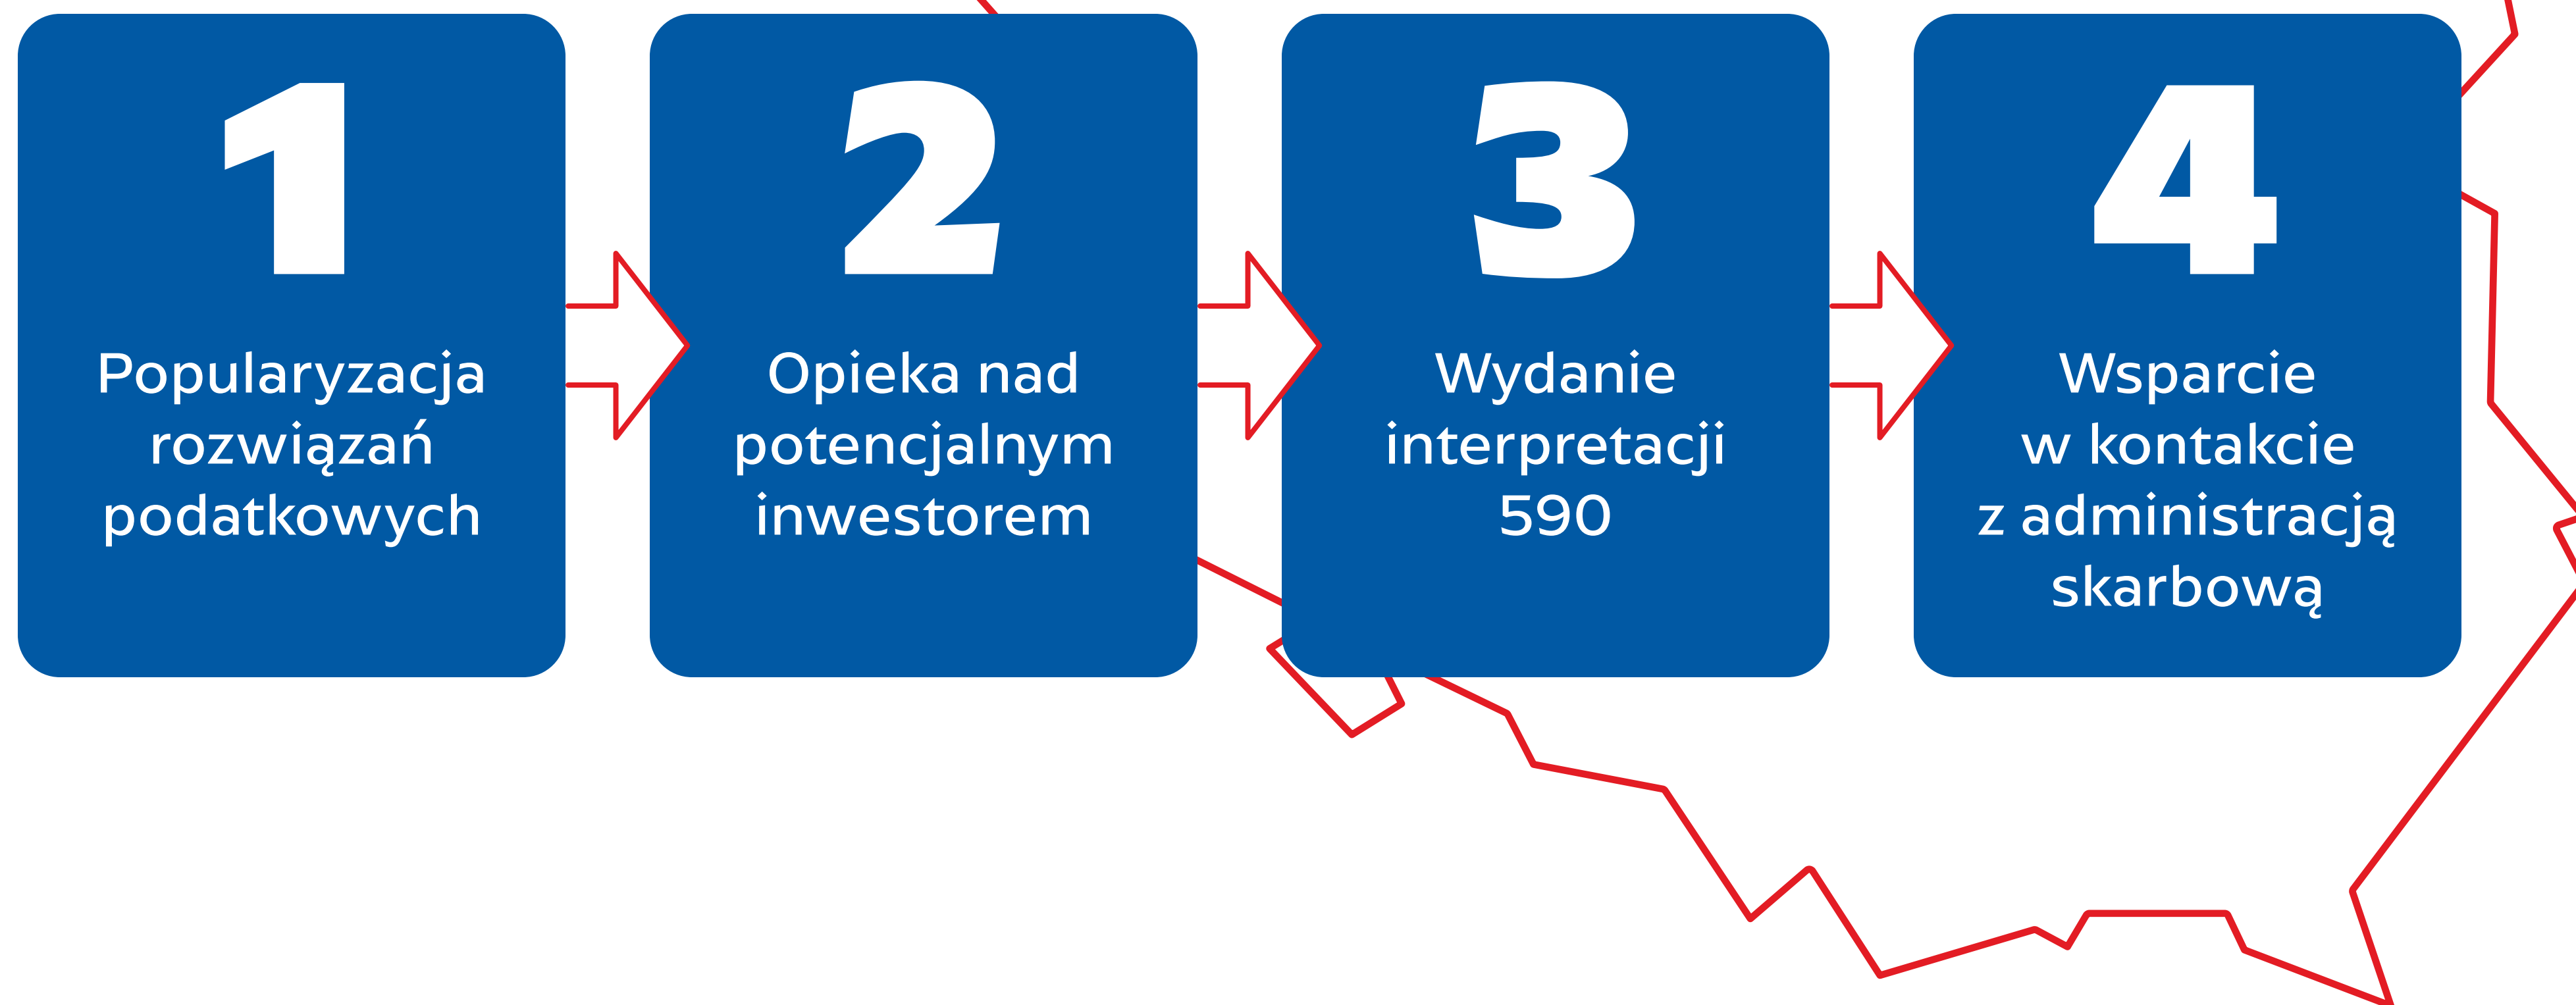 1
Popularyzacja
rozwiązań
podatkowych
2
Opieka nad
potencjalnym
inwestorem
3
Wydanie
interpretacji
590
4
Wsparcie
w kontakcie
z administracją
skarbową